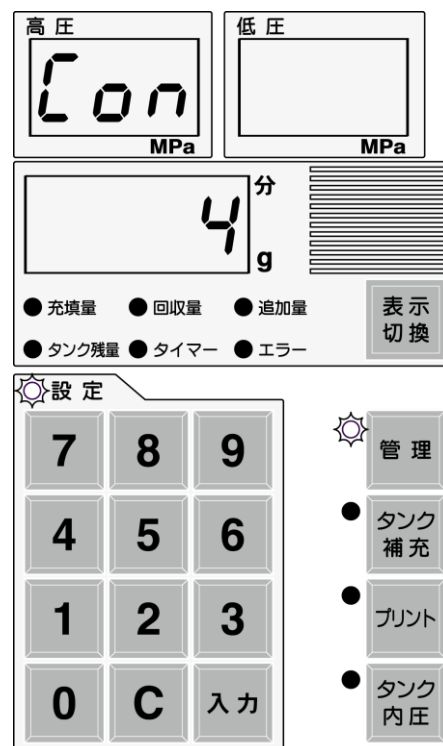 高圧 低圧
Con
MPa MPa
4 分
g
充填量 回収量 追加量
タンク残量 タイマー エラー
表示
切換
設定
7 8 9
4 5 6
1 2 3
0 C 入力
管理
タンク
補充
プリント
タンク
内圧